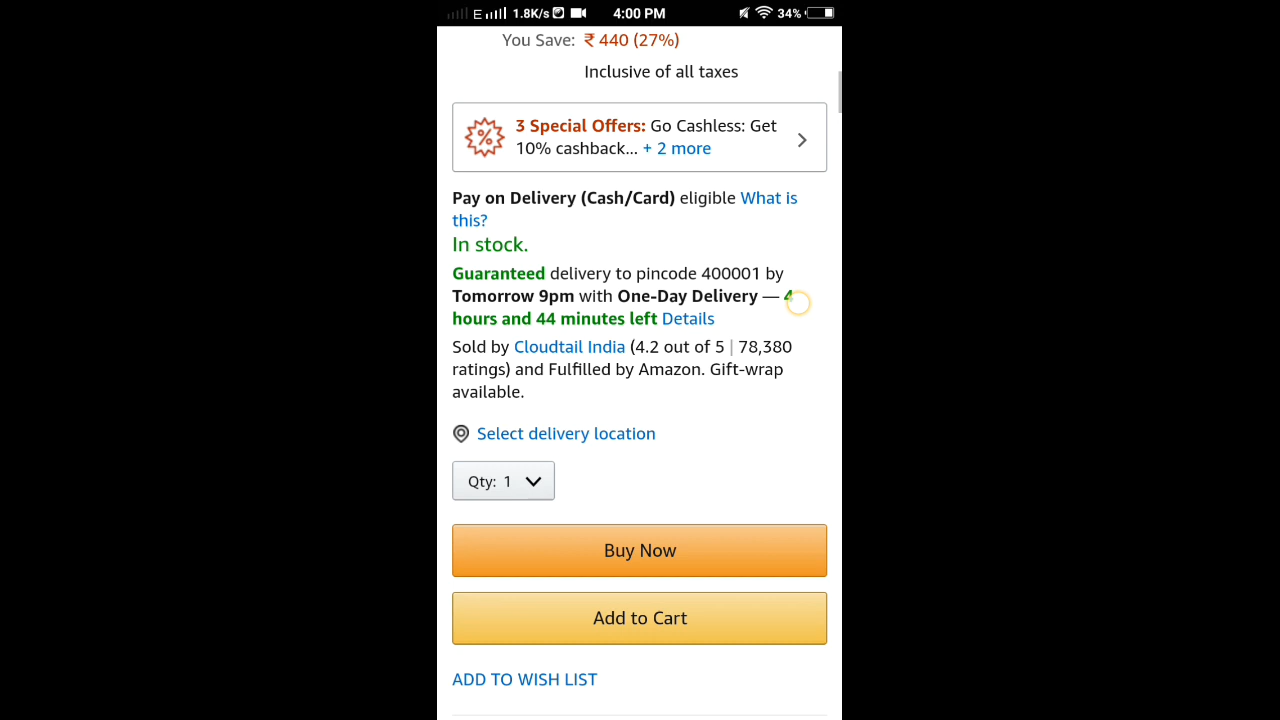 E 1.8K/s 4:00 PM 34%
You Save: ₹ 440 (27%)
Inclusive of all taxes
3 Special Offers: Go Cashless: Get
10% cashback... + 2 more
Pay on Delivery (Cash/Card) eligible What is
this?
In stock.
Guaranteed delivery to pincode 400001 by
Tomorrow 9pm with One-Day Delivery — 4
hours and 44 minutes left Details
Sold by Cloudtail India (4.2 out of 5 | 78,380
ratings) and Fulfilled by Amazon. Gift-wrap
available.
Select delivery location
Qty: 1
Buy Now
Add to Cart
ADD TO WISH LIST